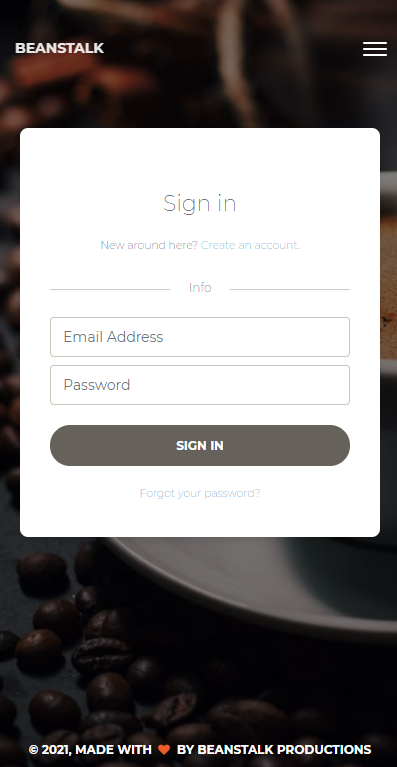 BEANSTALK
Sign in
New around here? Create an account.
Info
Email Address
Password
SIGN IN
Forgot your password?
© 2021, MADE WITH ❤ BY BEANSTALK PRODUCTIONS